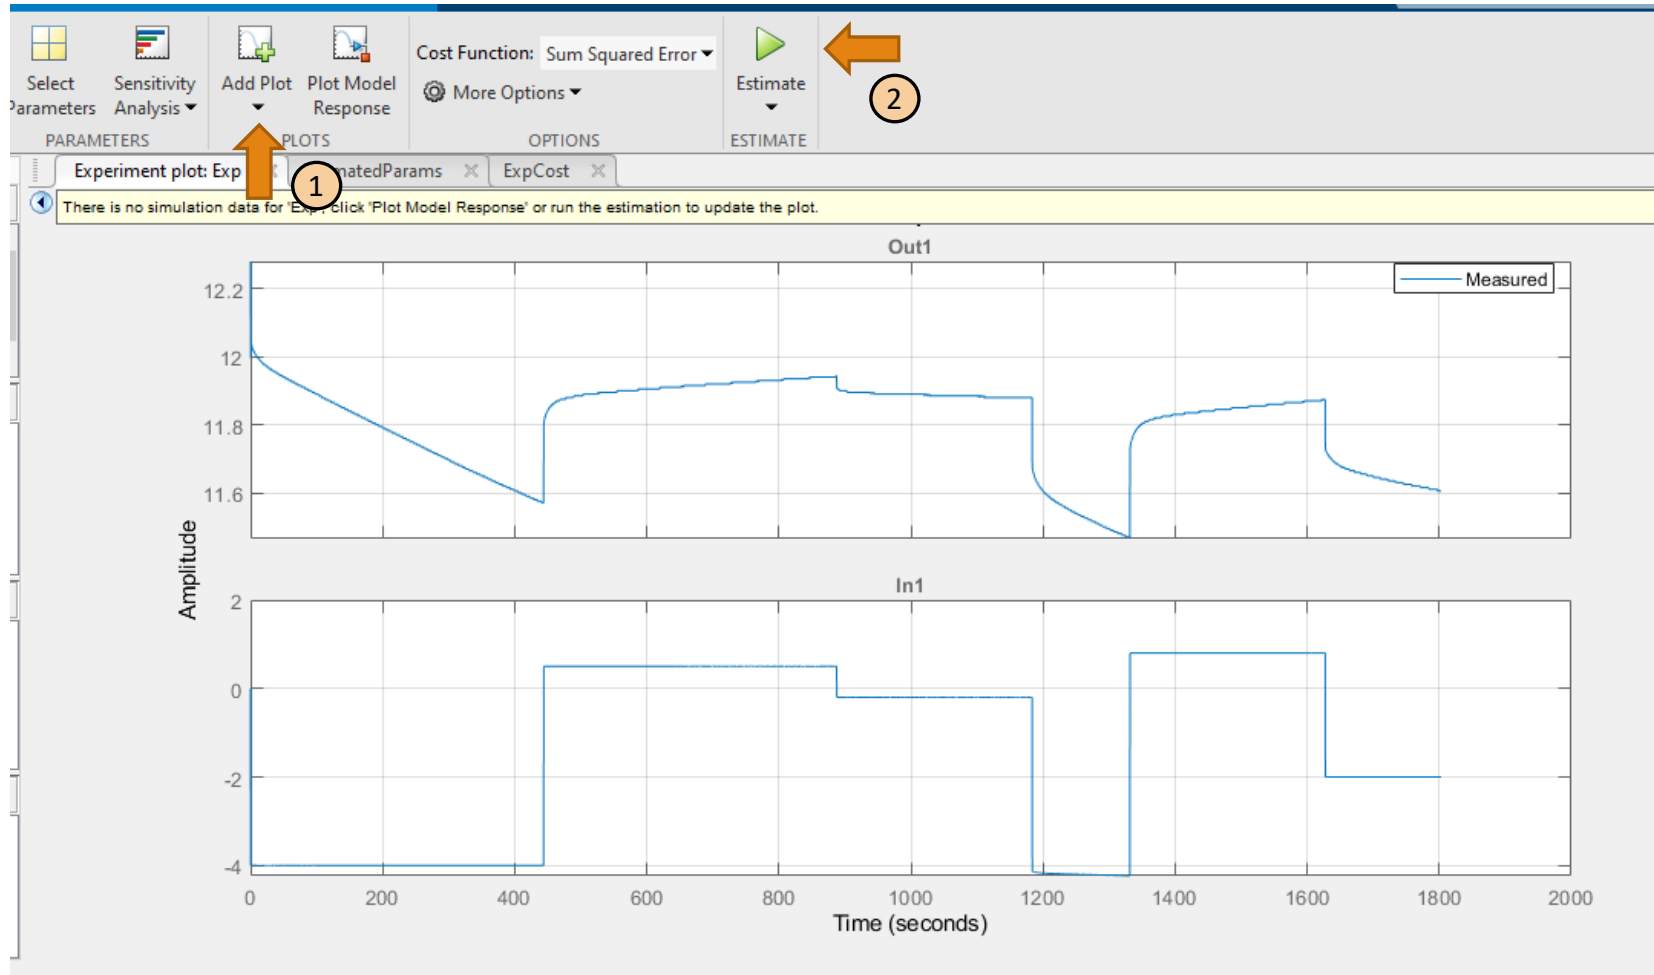 Select
Parameters
Sensitivity
Analysis
Add Plot
Plot Model
Response
Cost Function: Sum Squared Error
More Options
Estimate
2
PARAMETERS
PLOTS
OPTIONS
ESTIMATE
Experiment plot: Exp
1
matedParams
ExpCost
There is no simulation data for 'Exp', click 'Plot Model Response' or run the estimation to update the plot.
Out1
Measured
12.2
12
11.8
11.6
Amplitude
In1
2
0
-2
-4
0 200 400 600 800 1000 1200 1400 1600 1800 2000
Time (seconds)